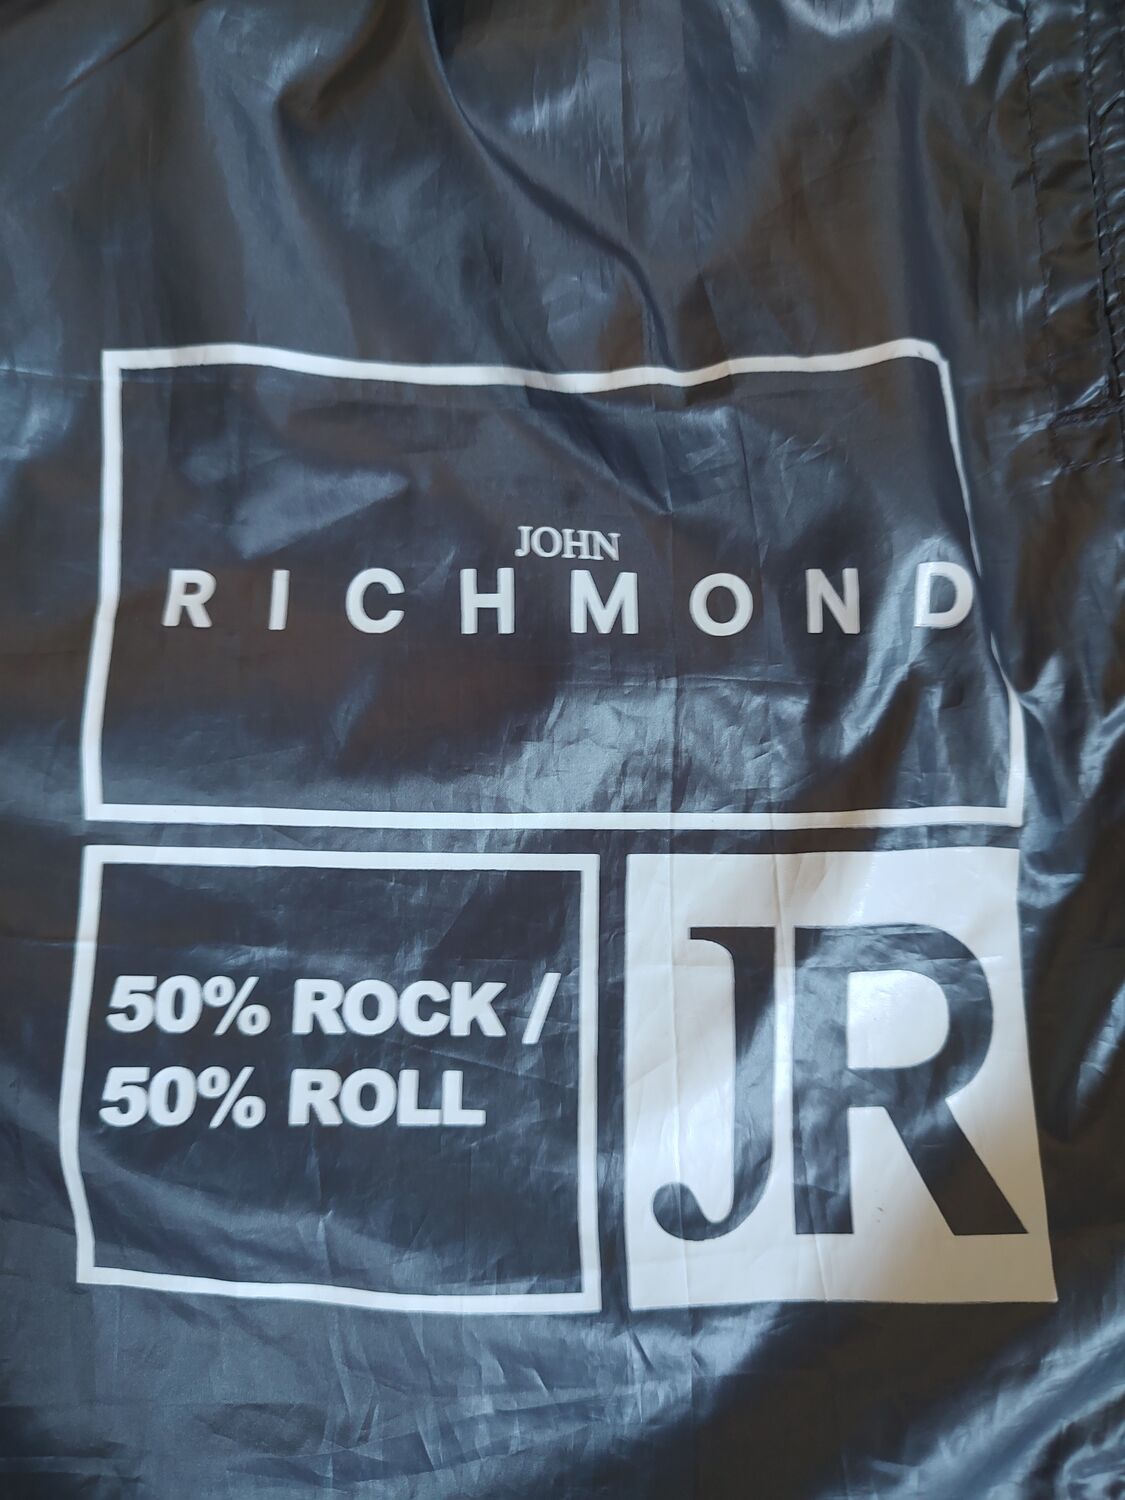 JOHN
RICHMOND
50% ROCK /
50% ROLL
JR